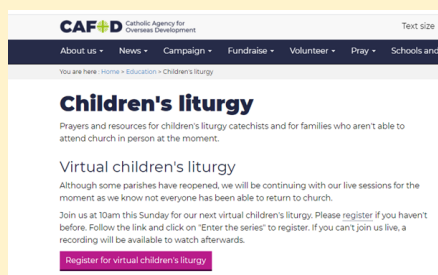 CAFOD Catholic Agency for
Overseas Development
Text size
About us News Campaign Fundraise Volunteer Pray Schools and
You are here : Home > Education > Children's liturgy
Children's liturgy
Prayers and resources for children's liturgy catechists and for families who aren't able to
attend church in person at the moment.
Virtual children's liturgy
Although some parishes have reopened, we will be continuing with our live sessions for the
moment as we know not everyone has been able to return to church.
Join us at 10am this Sunday for our next virtual children's liturgy. Please register if you haven't
before. Follow the link and click on "Enter the series" to register. If you can't join us live, a
recording will be available to watch afterwards.
Register for virtual children's liturgy